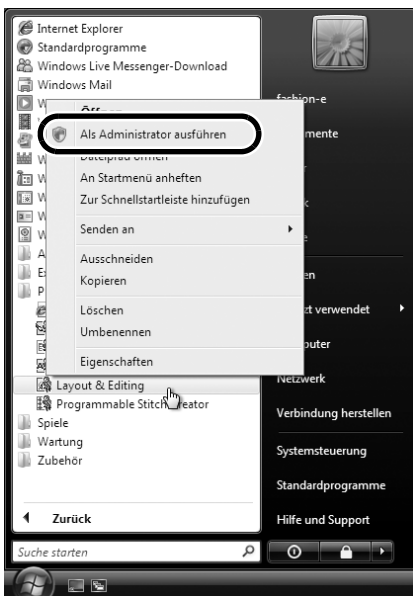 Internet Explorer
Standardprogramme
Windows Live Messenger-Download
Windows Mail
Öffnen
Als Administrator ausführen
Dateipfad öffnen
An Startmenü anheften
Zur Schnellstartleiste hinzufügen
Senden an
Ausschneiden
Kopieren
Löschen
Umbenennen
Eigenschaften
Layout & Editing
Programmable Stitch Creator
Spiele
Wartung
Zubehör
Zurück
Suche starten
fashion-e
Netzwerk
Verbindung herstellen
Systemsteuerung
Standardprogramme
Hilfe und Support